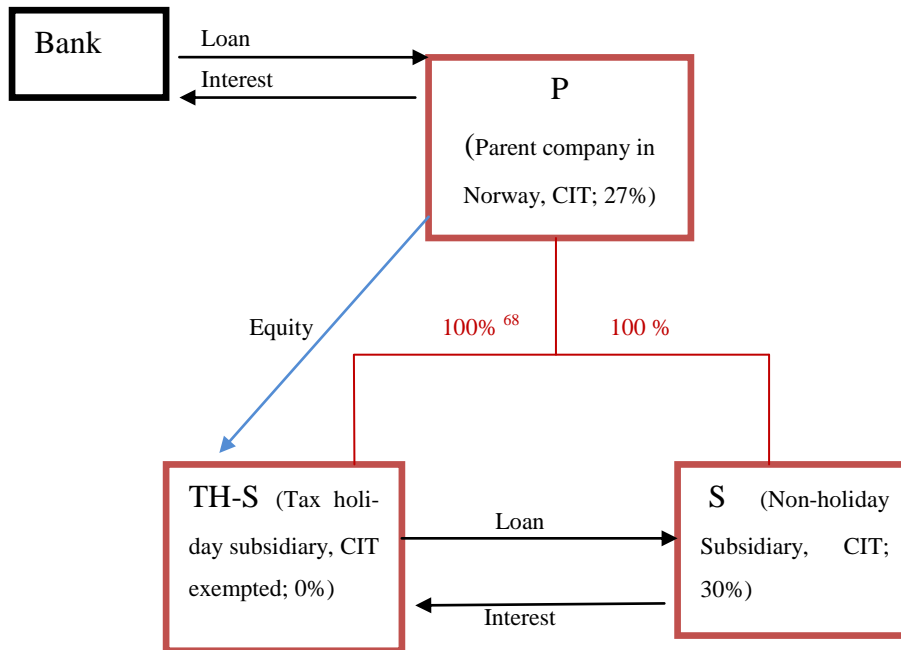 Bank
Loan
Interest
P
(Parent company in
Norway, CIT; 27%)
Equity
100% 68
100 %
TH-S (Tax holi-
day subsidiary, CIT
exempted; 0%)
Loan
Interest
S (Non-holiday
Subsidiary, CIT;
30%)